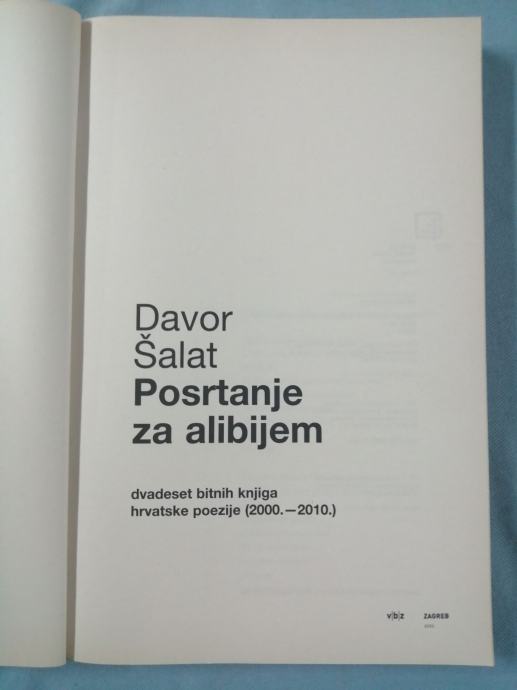 Davor
Šalat
Posrtanje
za alibijem
dvadeset bitnih knjiga
hrvatske poezije (2000.—2010.)
v|b|z ZAGREB